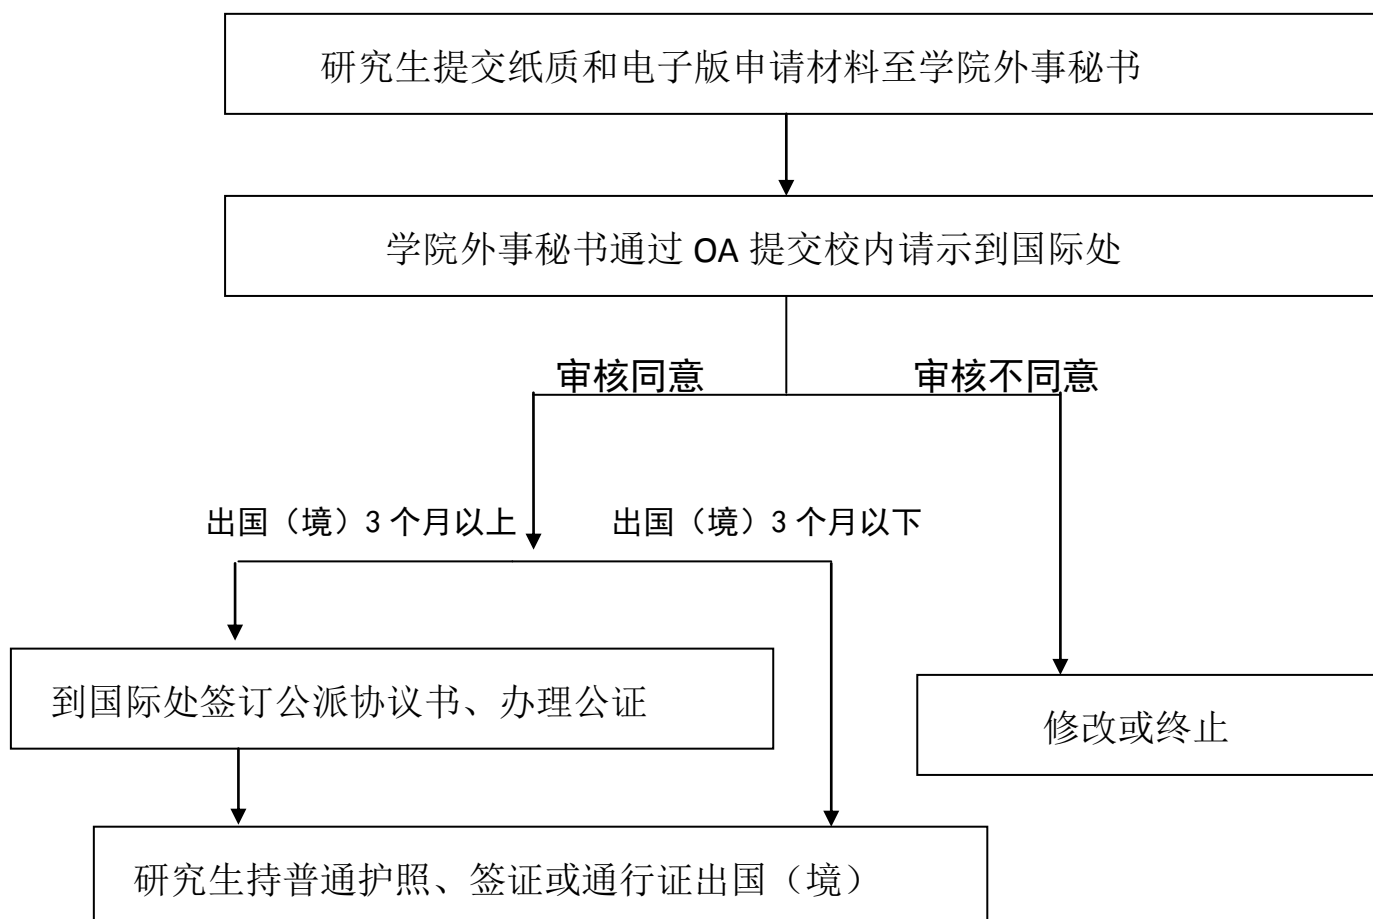 研究生提交纸质和电子版申请材料至学院外事秘书
学院外事秘书通过 OA 提交校内请示到国际处
审核同意
审核不同意
出国（境）3 个月以上
出国（境）3 个月以下
到国际处签订公派协议书、办理公证
修改或终止
研究生持普通护照、签证或通行证出国（境）